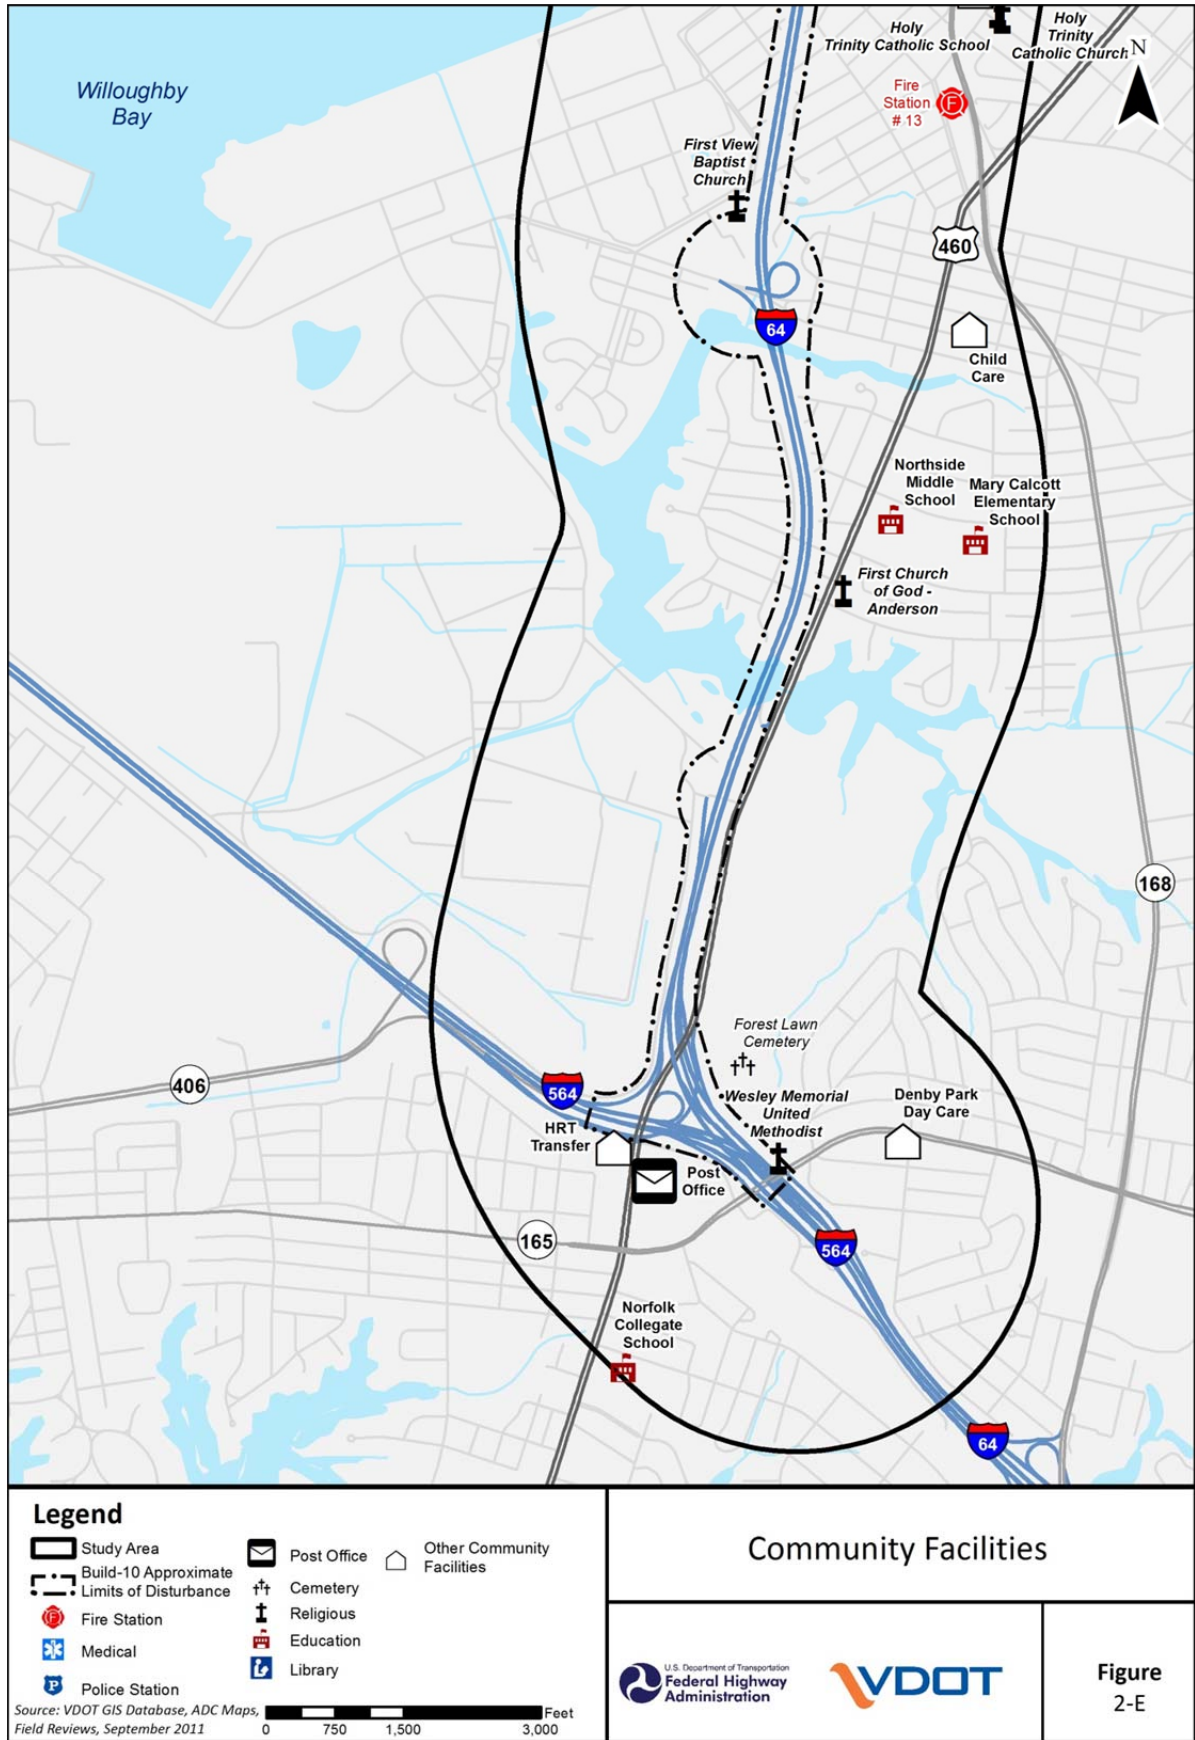 Holy
Trinity Catholic School
Holy
Trinity
Catholic Church
N
Willoughby
Bay
Fire
Station
# 13
F
First View
Baptist
Church
460
64
Child
Care
Northside
Middle
School
Mary Calcott
Elementary
School
First Church
of God -
Anderson
168
Forest Lawn
Cemetery
406
564
Wesley Memorial
United
Methodist
Denby Park
Day Care
HRT
Transfer
Post
Office
165
564
Norfolk
Collegate
School
64
Legend
Study Area
Build-10 Approximate
Limits of Disturbance
F
Fire Station
Medical
P
Police Station
Post Office
Cemetery
Religious
Education
Library
Other Community
Facilities
Source: VDOT GIS Database, ADC Maps,
Field Reviews, September 2011
Feet
0 750 1,500 3,000
Community Facilities
U.S. Department of Transportation
Federal Highway
Administration
VDOT
Figure
2-E